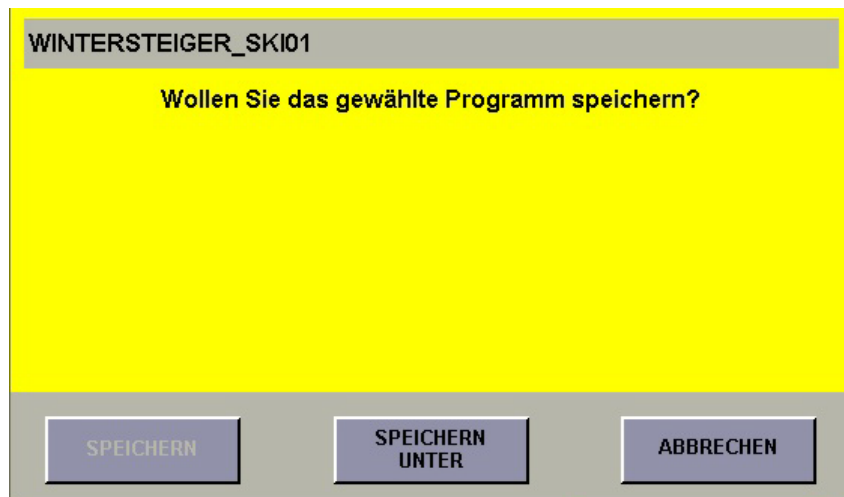 WINTERSTEIGER_SKI01
Wollen Sie das gewählte Programm speichern?
SPEICHERN
SPEICHERN
UNTER
ABBRECHEN